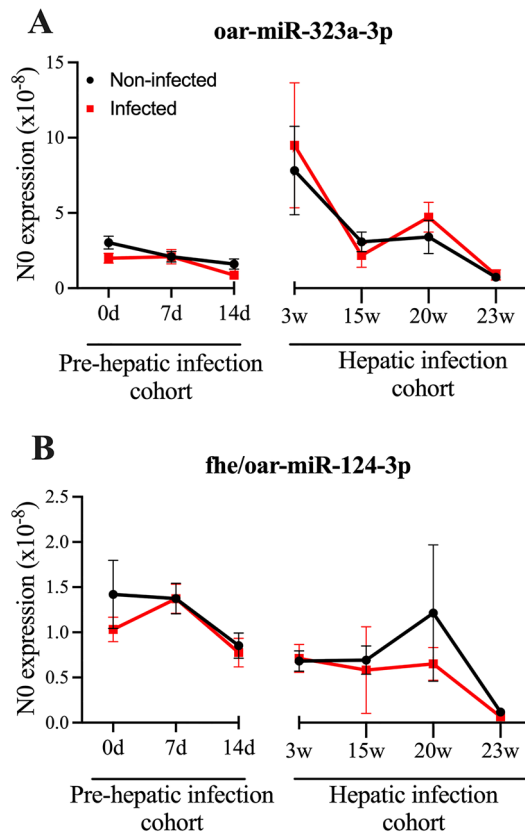 A
oar-miR-323a-3p
N0 expression (x10-8)
15
10
5
0
Non-infected
Infected
0d 7d 14d
3w 15w 20w 23w
Pre-hepatic infection
cohort
Hepatic infection
cohort
B
fhe/oar-miR-124-3p
N0 expression (x10-8)
2.5
2.0
1.5
1.0
0.5
0.0
0d 7d 14d
3w 15w 20w 23w
Pre-hepatic infection
cohort
Hepatic infection
cohort